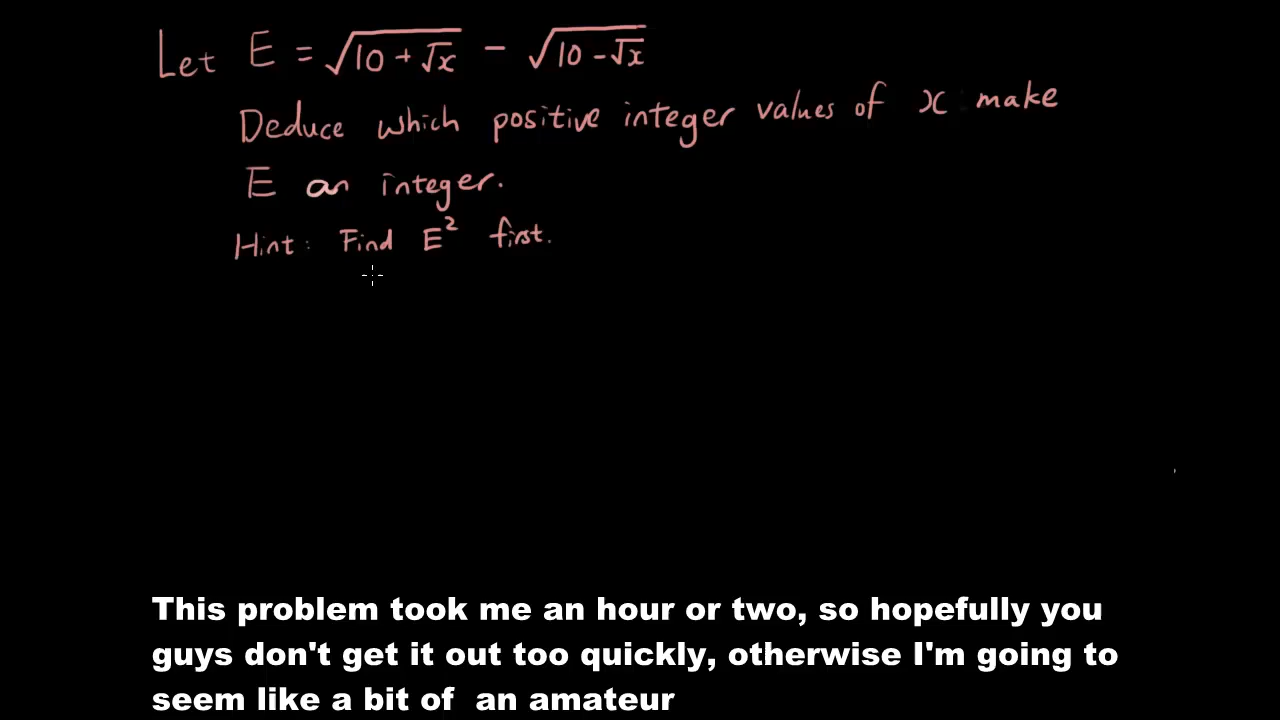 Let E = √(10 + √x) - √(10 - √x)
Deduce which positive integer values of x make
E an integer.
Hint: Find E² first.
This problem took me an hour or two, so hopefully you
guys don't get it out too quickly, otherwise I'm going to
seem like a bit of an amateur